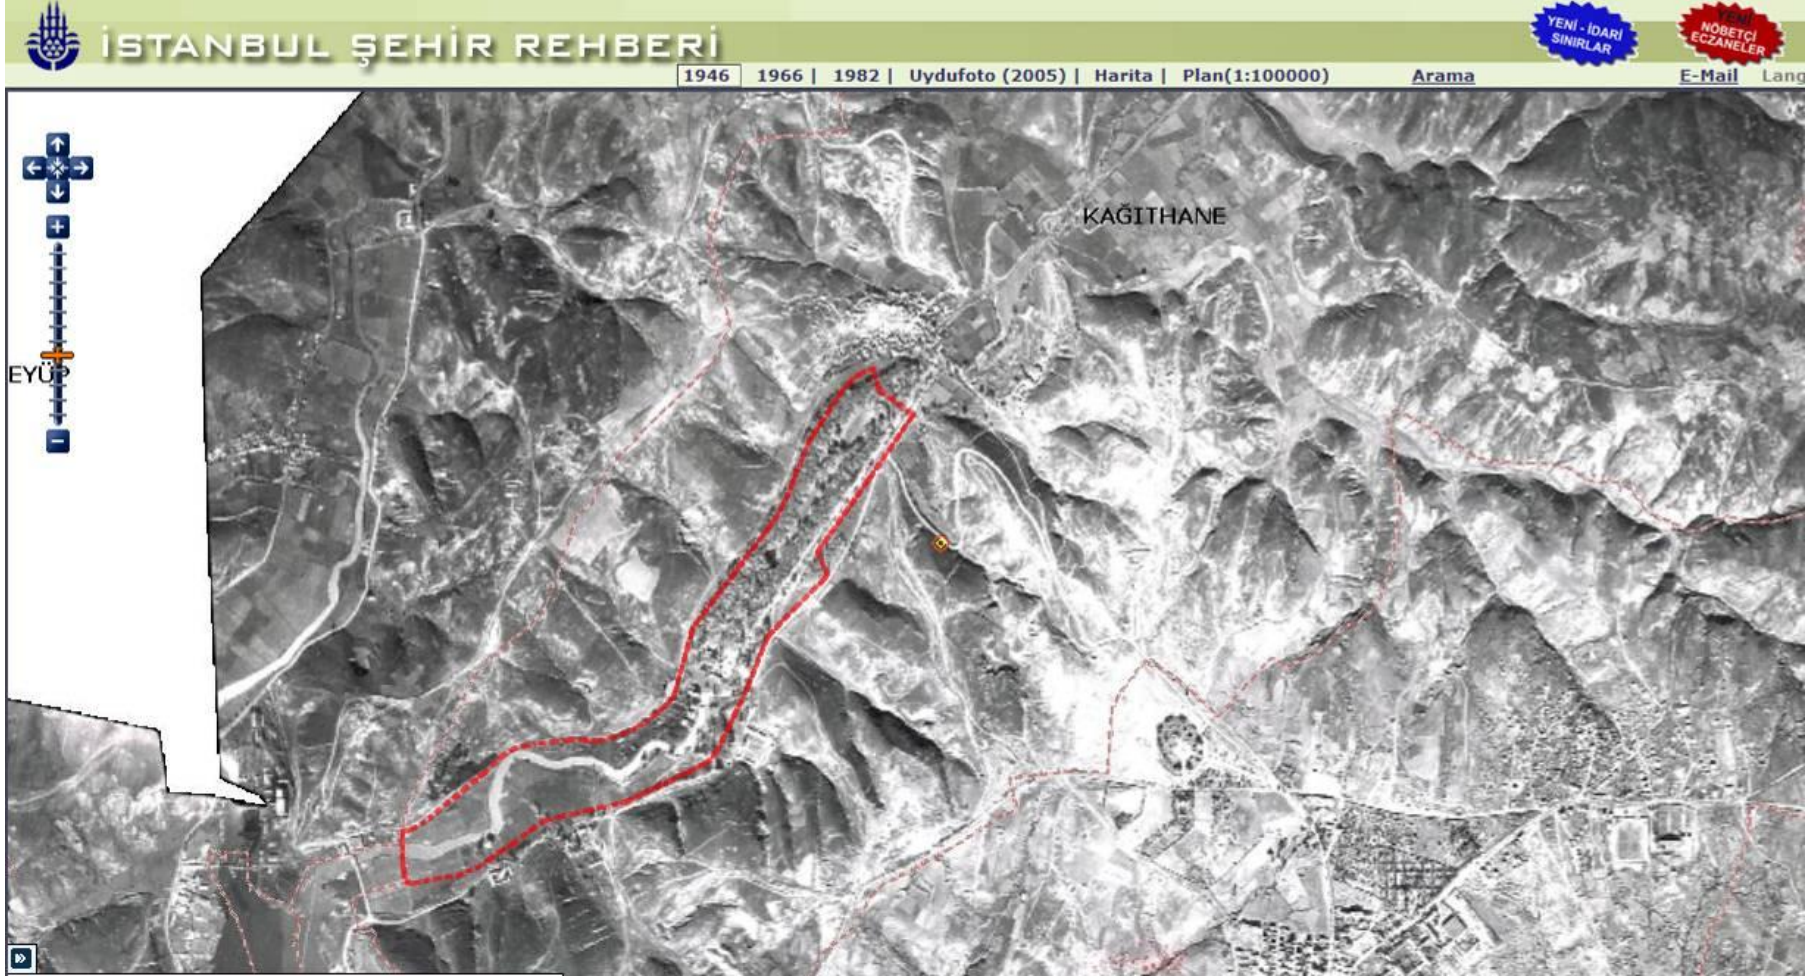 İSTANBUL ŞEHİR REHBERİ
YENİ - İDARİ
SINIRLAR
YENİ
NÖBETÇİ
ECZANELER
1946 1966 | 1982 | Uydufoto (2005) | Harita | Plan(1:100000) Arama E-Mail Lang
KAĞITHANE
EYÜP